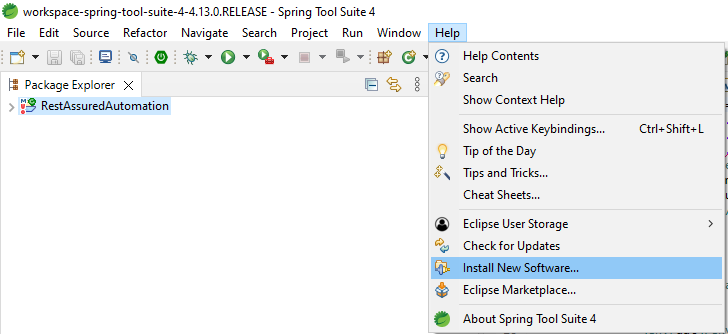 workspace-spring-tool-suite-4-4.13.0.RELEASE - Spring Tool Suite 4
File Edit Source Refactor Navigate Search Project Run Window Help
Package Explorer
RestAssuredAutomation
Help Contents
Search
Show Context Help
Show Active Keybindings... Ctrl+Shift+L
Tip of the Day
Tips and Tricks...
Cheat Sheets...
Eclipse User Storage
Check for Updates
Install New Software...
Eclipse Marketplace...
About Spring Tool Suite 4